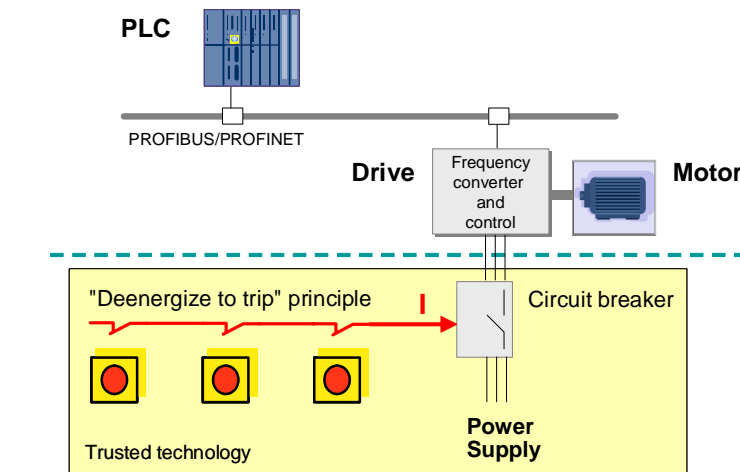 PLC
PROFIBUS/PROFINET
Drive
Frequency
converter
and
control
Motor
"Deenergize to trip" principle
I
Circuit breaker
Power
Supply
Trusted technology